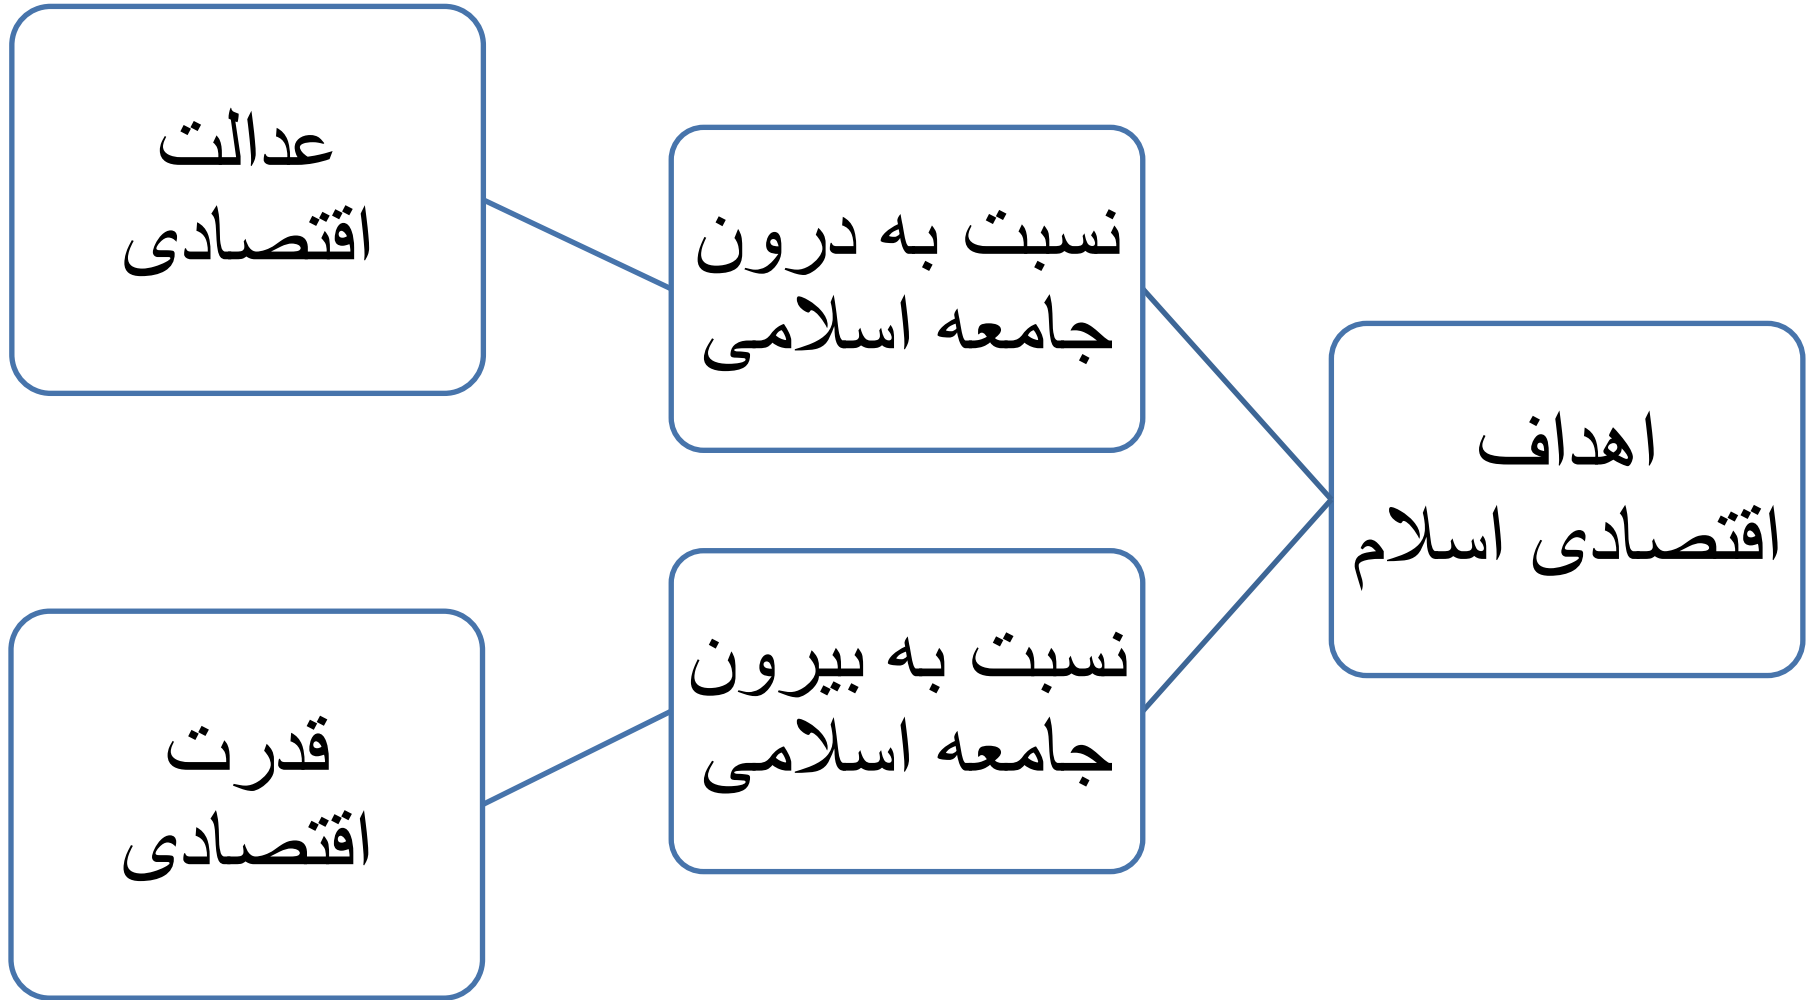 اهداف
اقتصادی اسلام
نسبت به درون
جامعه اسلامی
عدالت
اقتصادی
نسبت به بیرون
جامعه اسلامی
قدرت
اقتصادی